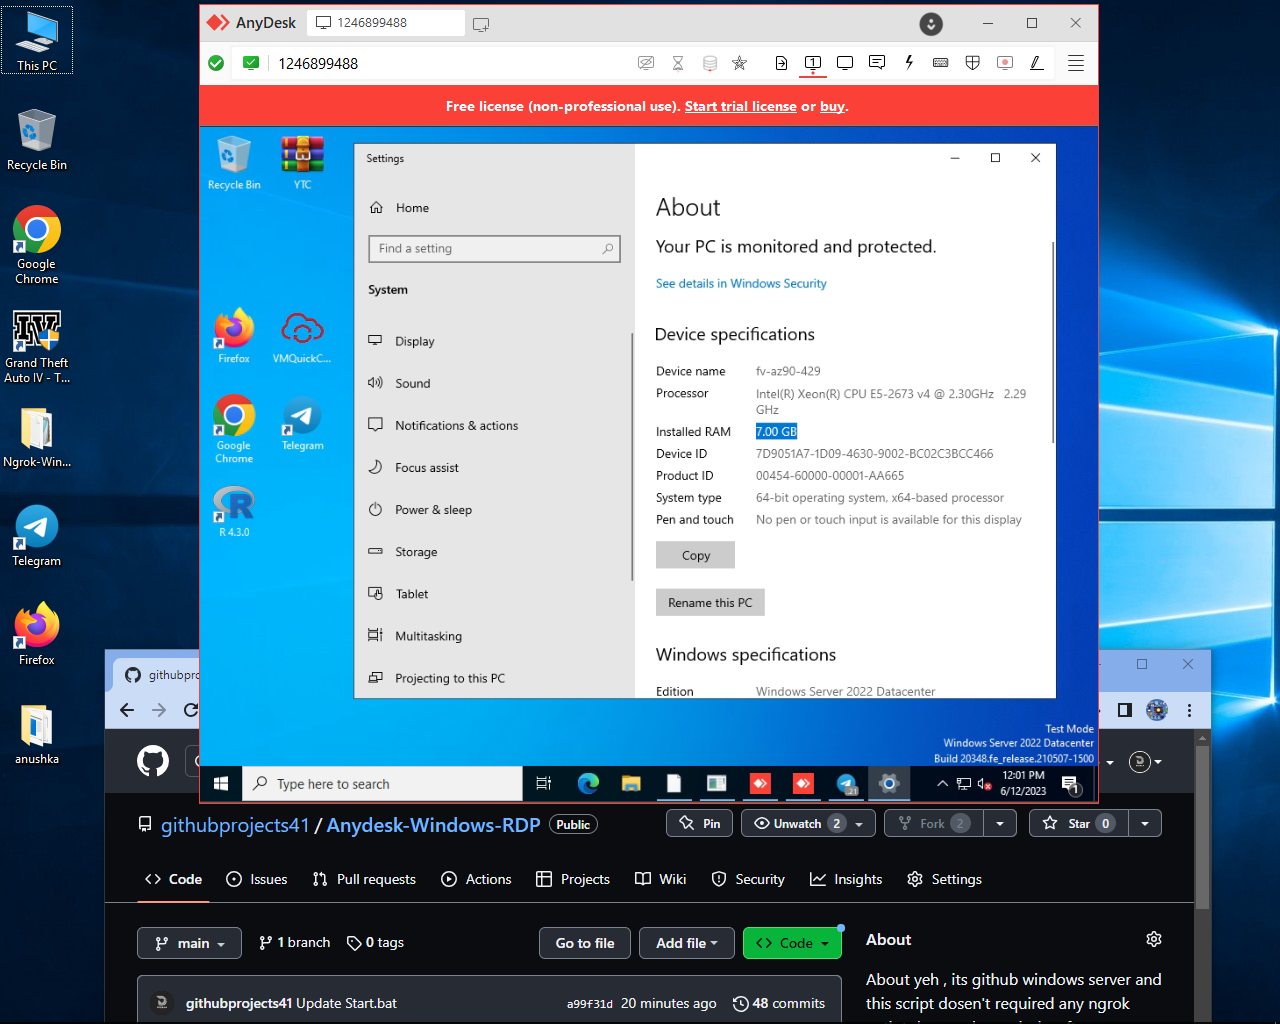 This PC
Recycle Bin
Google
Chrome
Grand Theft
Auto IV - T...
Ngrok-Win...
Telegram
Firefox
anushka
AnyDesk
1246899488
1246899488
Free license (non-professional use). Start trial license or buy.
Recycle Bin
YTC
Firefox
VMQuickC...
Google
Chrome
Telegram
R 4.3.0
Settings
Home
Find a setting
System
Display
Sound
Notifications & actions
Focus assist
Power & sleep
Storage
Tablet
Multitasking
Projecting to this PC
About
Your PC is monitored and protected.
See details in Windows Security
Device specifications
Device name fv-az90-429
Processor Intel(R) Xeon(R) CPU E5-2673 v4 @ 2.30GHz 2.29
GHz
Installed RAM 7.00 GB
Device ID 7D9051A7-1D09-4630-9002-BC02C3BCC466
Product ID 00454-60000-00001-AA665
System type 64-bit operating system, x64-based processor
Pen and touch No pen or touch input is available for this display
Copy
Rename this PC
Windows specifications
Edition Windows Server 2022 Datacenter
Test Mode
Windows Server 2022 Datacenter
Build 20348.fe_release.210507-1500
Type here to search
21
12:01 PM
6/12/2023
1
githubpro
githubprojects41 / Anydesk-Windows-RDP Public
Pin
Unwatch 2
Fork 2
Star 0
Code
Issues
Pull requests
Actions
Projects
Wiki
Security
Insights
Settings
main
1 branch
0 tags
Go to file
Add file
Code
About
githubprojects41 Update Start.bat
a99f31d 20 minutes ago
48 commits
About yeh , its github windows server and
this script dosen't required any ngrok